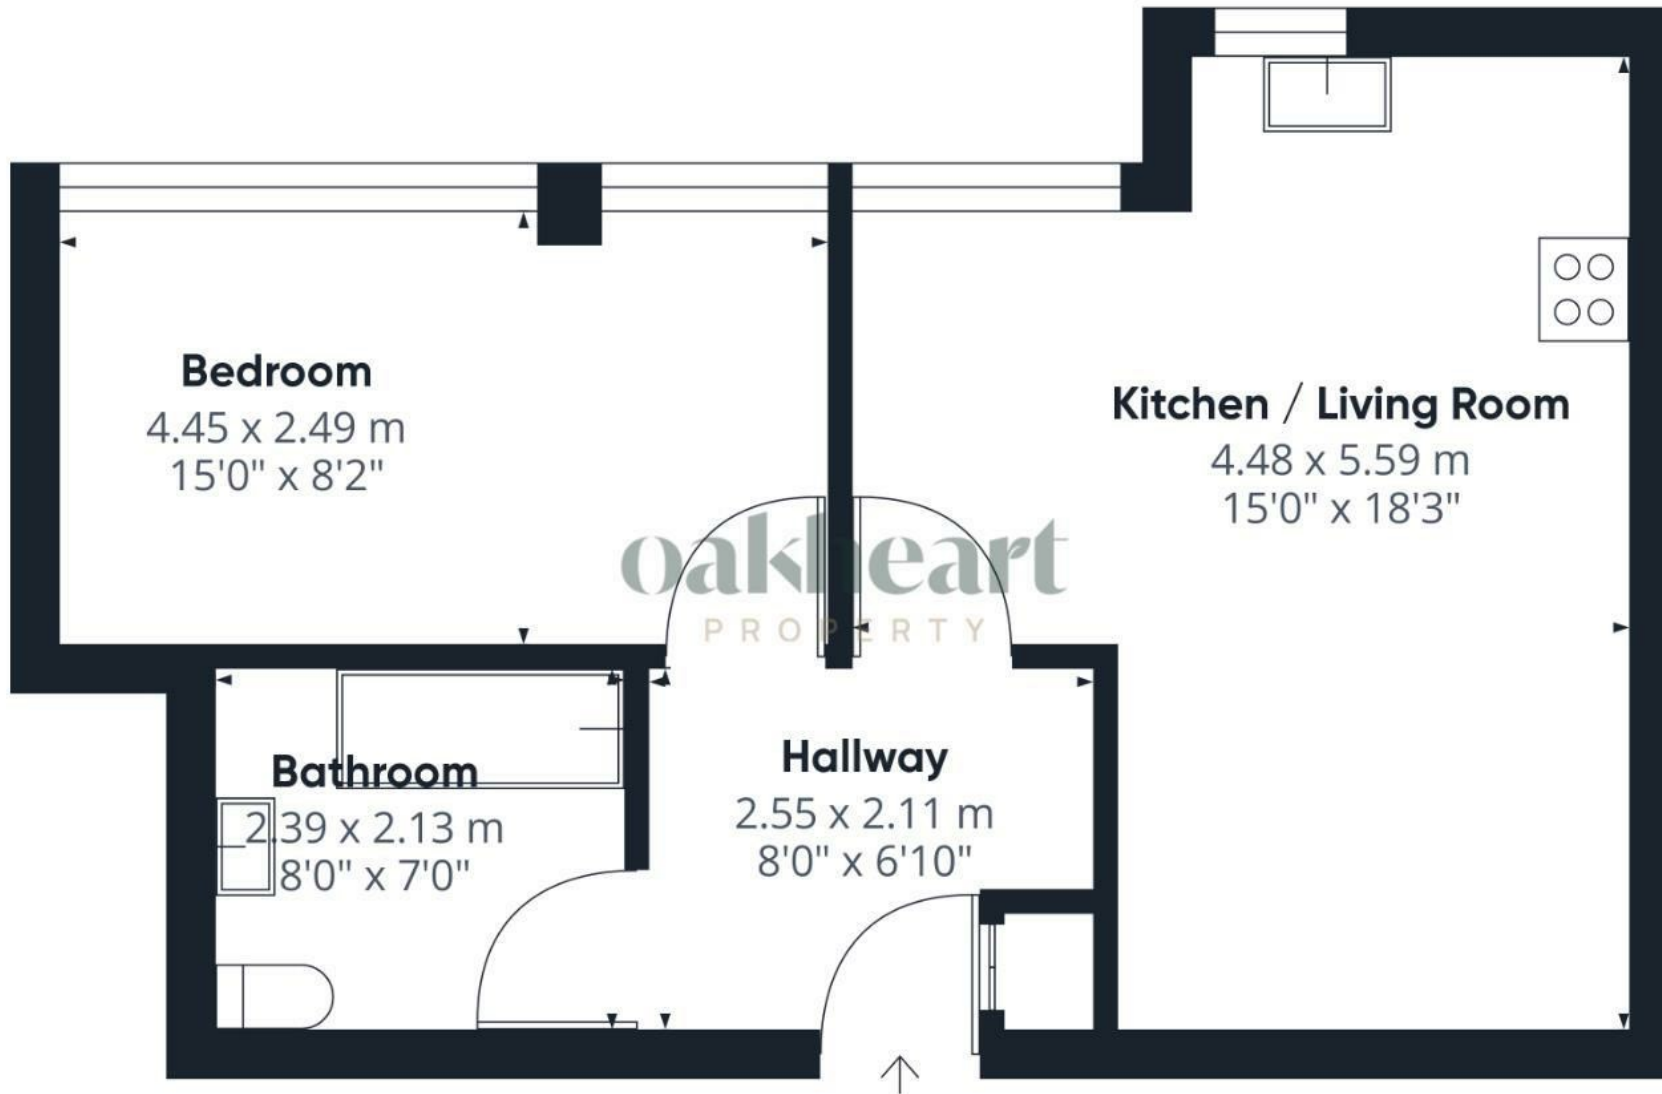 Bedroom
4.45 x 2.49 m
15'0" x 8'2"
Kitchen / Living Room
4.48 x 5.59 m
15'0" x 18'3"
oakheart
PROPERTY
Bathroom
2.39 x 2.13 m
8'0" x 7'0"
Hallway
2.55 x 2.11 m
8'0" x 6'10"